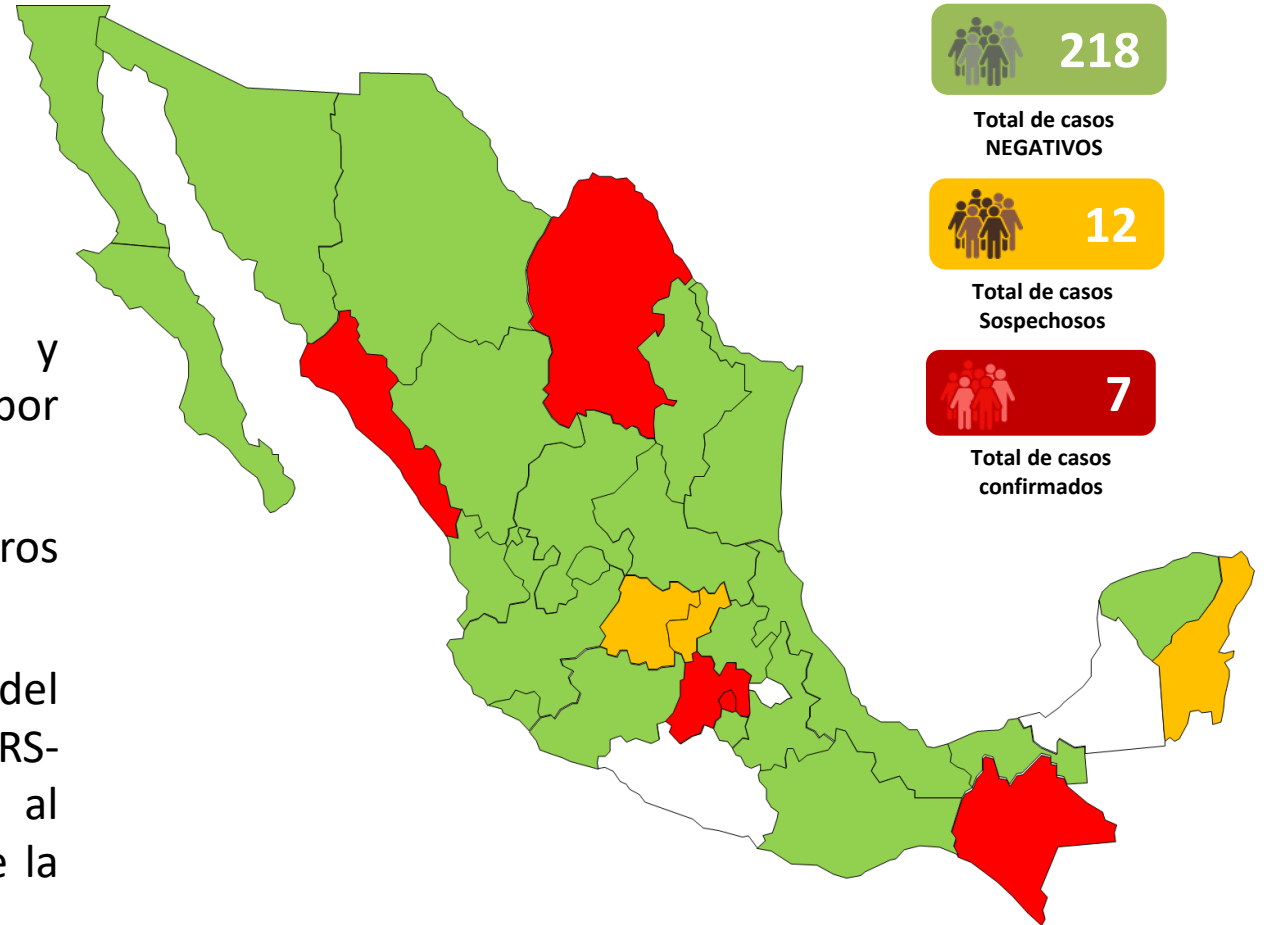 y
por
ros
del
RS-
al
e la
218
Total de casos
NEGATIVOS
12
Total de casos
Sospechosos
7
Total de casos
confirmados